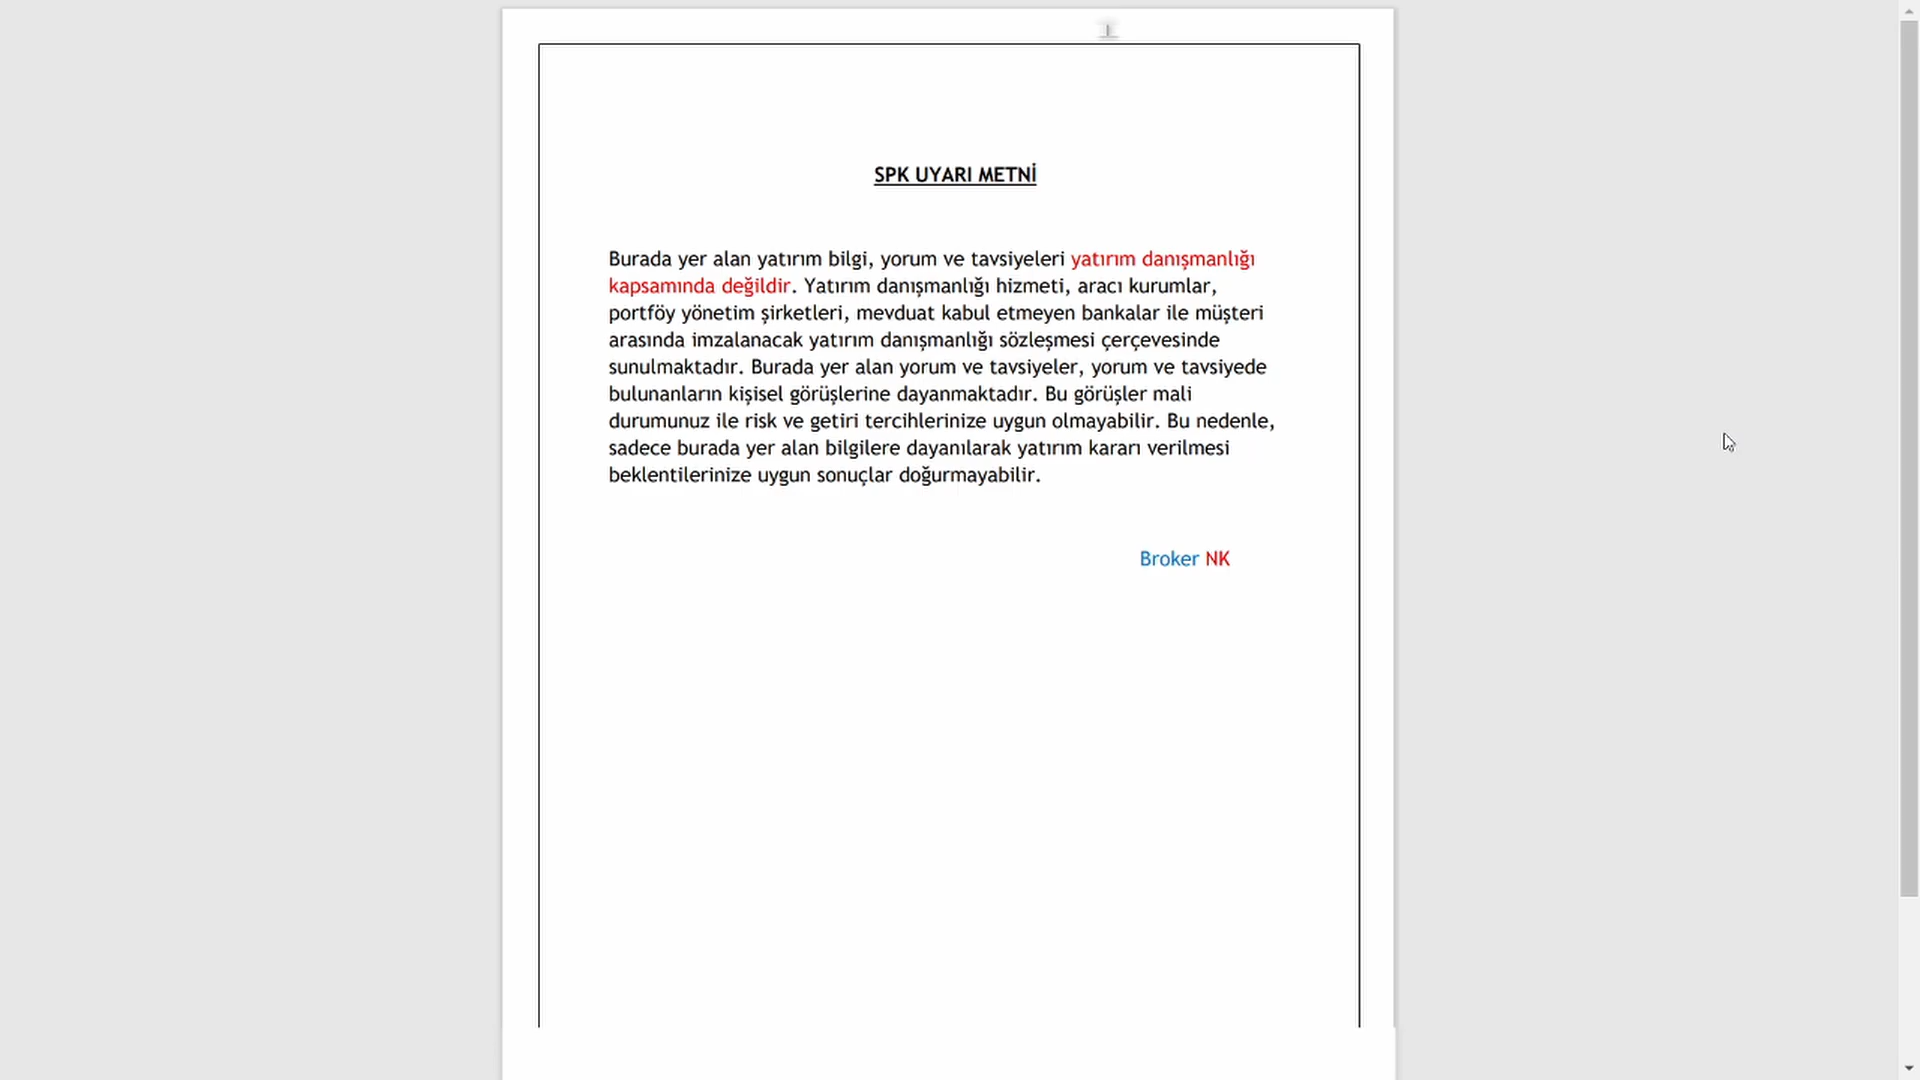 SPK UYARI METNİ
Burada yer alan yatırım bilgi, yorum ve tavsiyeleri yatırım danışmanlığı
kapsamında değildir. Yatırım danışmanlığı hizmeti, aracı kurumlar,
portföy yönetim şirketleri, mevduat kabul etmeyen bankalar ile müşteri
arasında imzalanacak yatırım danışmanlığı sözleşmesi çerçevesinde
sunulmaktadır. Burada yer alan yorum ve tavsiyeler, yorum ve tavsiyede
bulunanların kişisel görüşlerine dayanmaktadır. Bu görüşler mali
durumunuz ile risk ve getiri tercihlerinize uygun olmayabilir. Bu nedenle,
sadece burada yer alan bilgilere dayanılarak yatırım kararı verilmesi
beklentilerinize uygun sonuçlar doğurmayabilir.
Broker NK